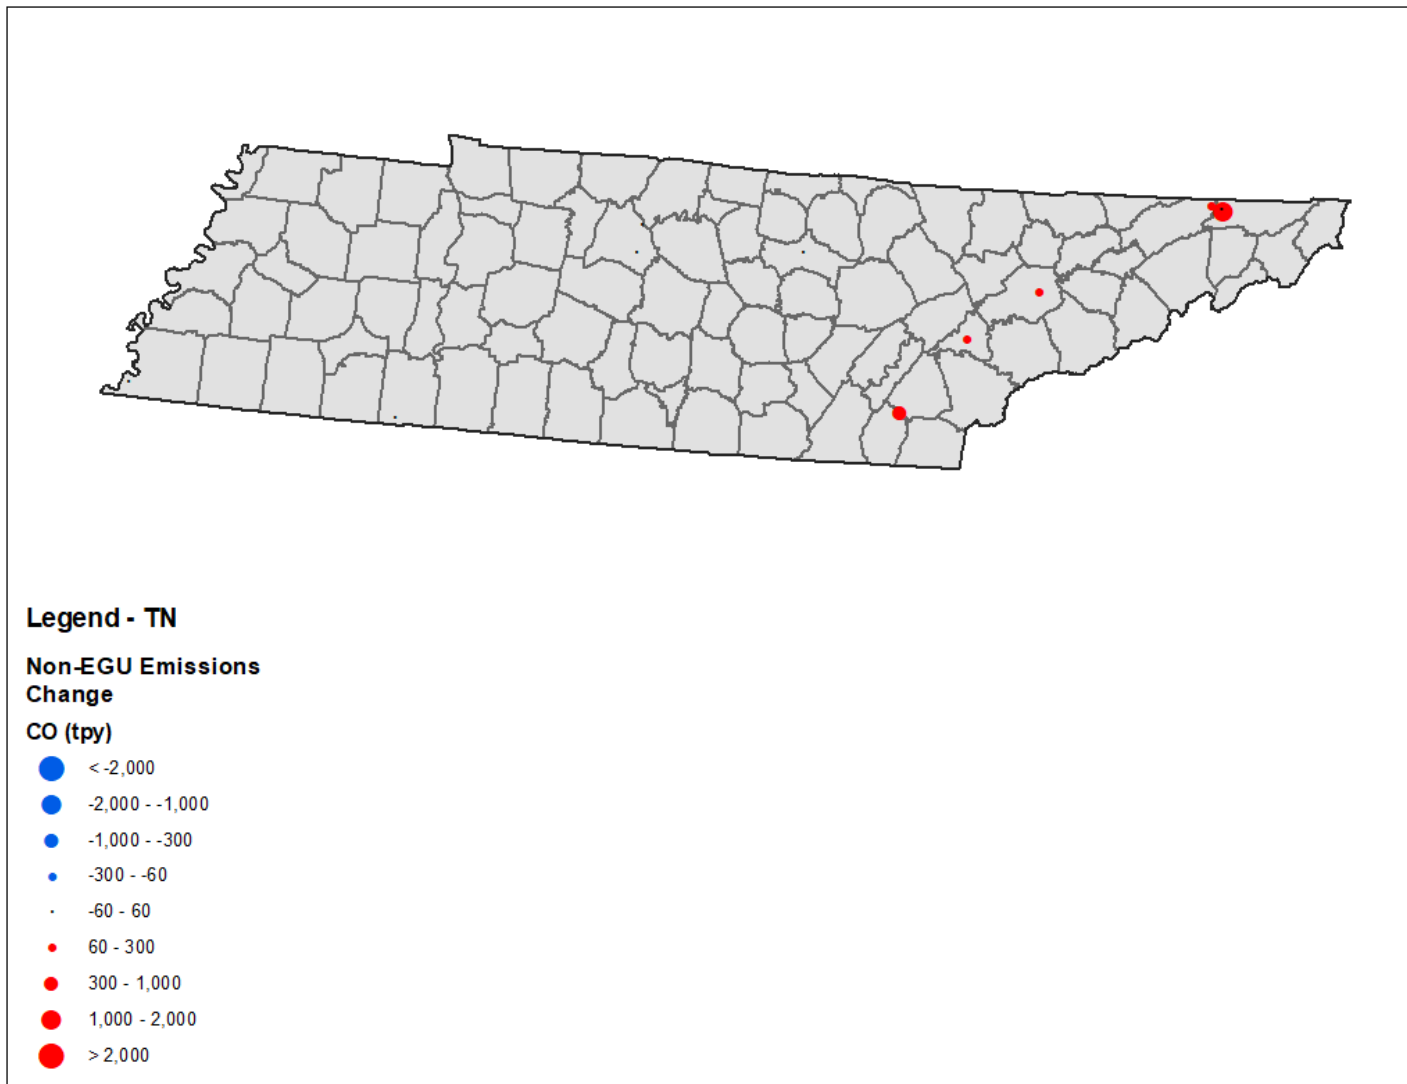 Legend - TN
Non-EGU Emissions
Change
CO (tpy)
< -2,000
-2,000 - -1,000
-1,000 - -300
-300 - -60
-60 - 60
60 - 300
300 - 1,000
1,000 - 2,000
> 2,000